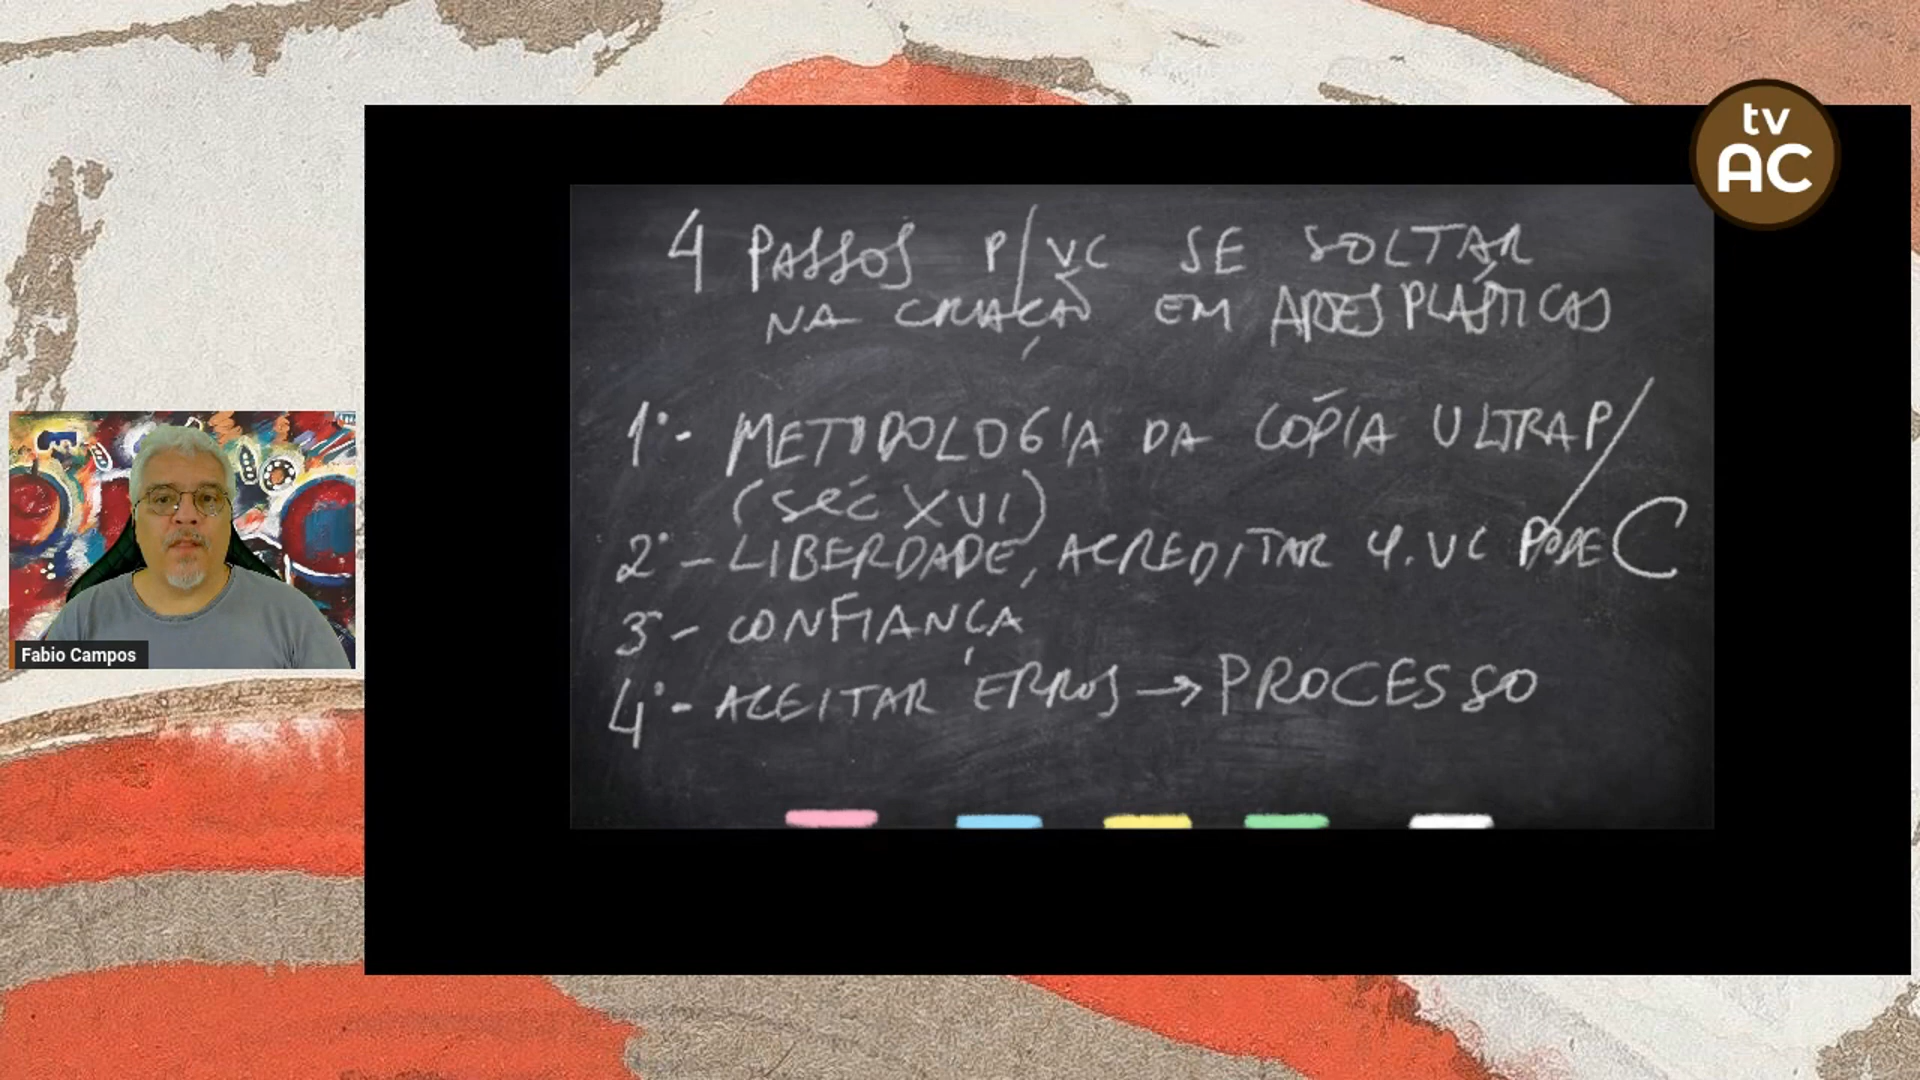 tv
AC
4 PASSOS P/ VC SE SOLTAR
NA CRIAÇÃO EM ARTES PLÁSTICAS
1º - METODOLOGIA DA CÓPIA ULTRAP/
(séc XVI)
2º - LIBERDADE, ACREDITAR q. VC PODE C
3º - CONFIANÇA
4º - ACEITAR ERROS → PROCESSO
Fabio Campos